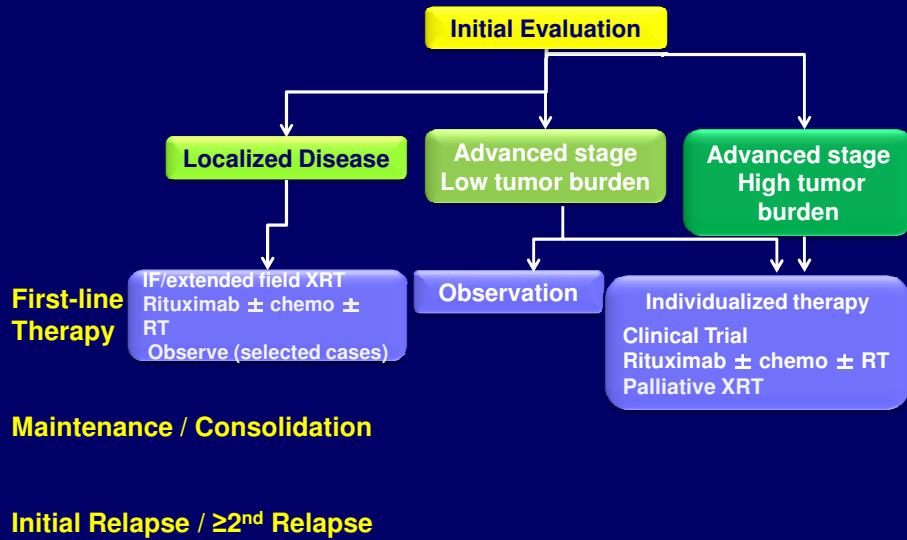 Initial Evaluation
Localized Disease
Advanced stage
Low tumor burden
Advanced stage
High tumor
burden
First-line
Therapy
IF/extended field XRT
Rituximab ± chemo ±
RT
Observe (selected cases)
Observation
Individualized therapy
Clinical Trial
Rituximab ± chemo ± RT
Palliative XRT
Maintenance / Consolidation
Initial Relapse / ≥2nd Relapse